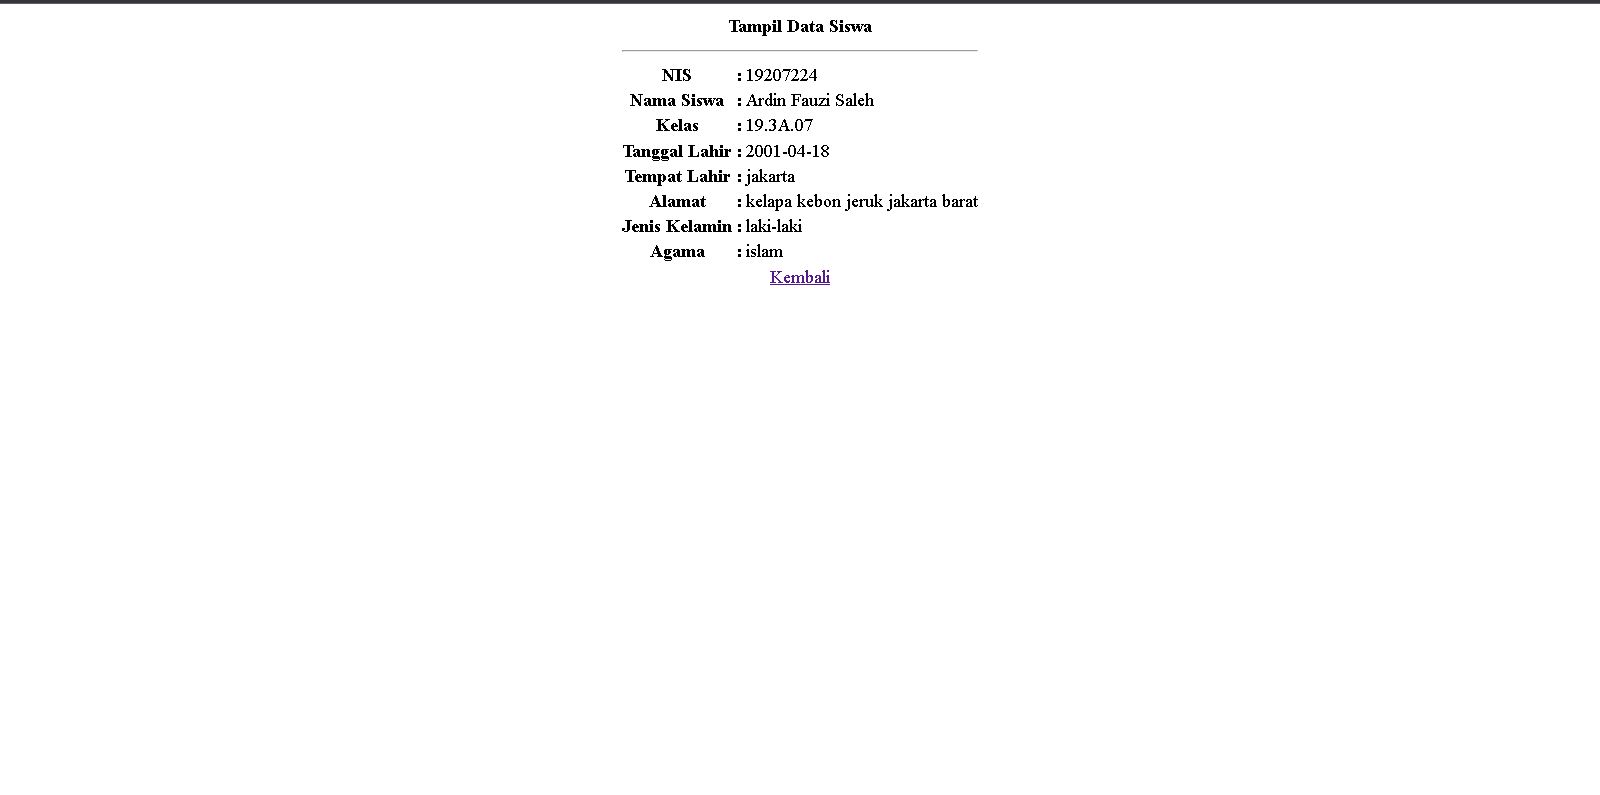 Tampil Data Siswa
NIS : 19207224
Nama Siswa : Ardin Fauzi Saleh
Kelas : 19.3A.07
Tanggal Lahir : 2001-04-18
Tempat Lahir : jakarta
Alamat : kelapa kebon jeruk jakarta barat
Jenis Kelamin : laki-laki
Agama : islam
Kembali